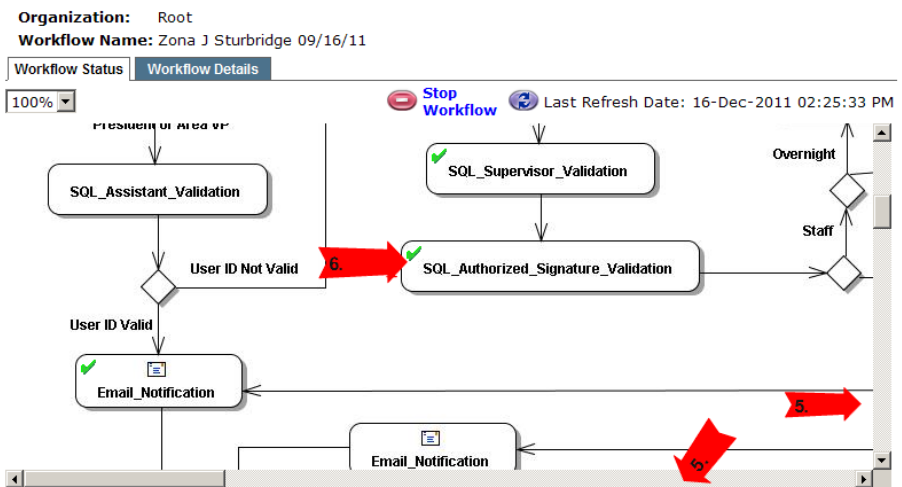 Organization: Root
Workflow Name: Zona J Sturbridge 09/16/11
Workflow Status Workflow Details
100%
Stop
Workflow
Last Refresh Date: 16-Dec-2011 02:25:33 PM
President or Area VP
SQL_Supervisor_Validation
Overnight
SQL_Assistant_Validation
Staff
User ID Not Valid
6.
SQL_Authorized_Signature_Validation
User ID Valid
Email_Notification
5.
Email_Notification
5.